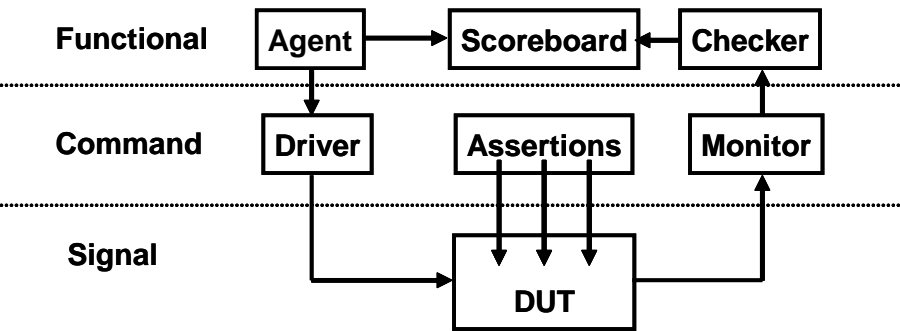 Functional Agent Scoreboard Checker
Command Driver Assertions Monitor
Signal
DUT